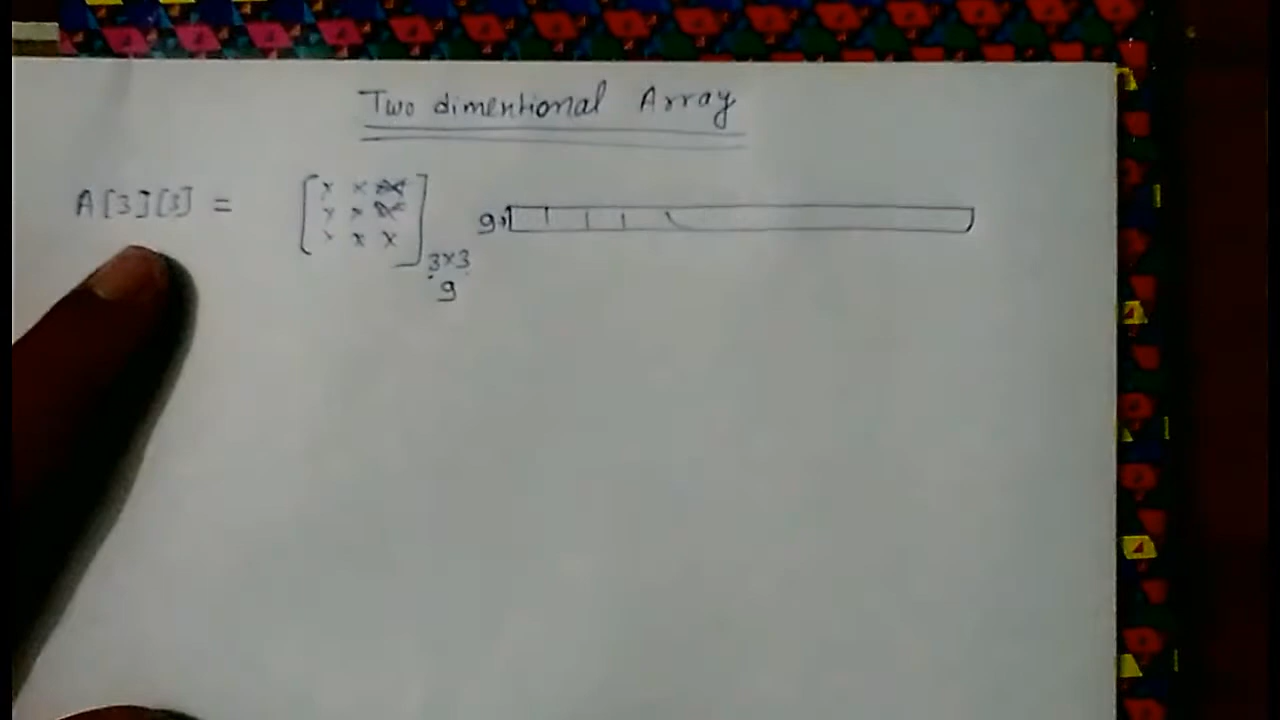 Two dimentional Array
A[3][3] =
x x
x x
x x x
3×3
9
9